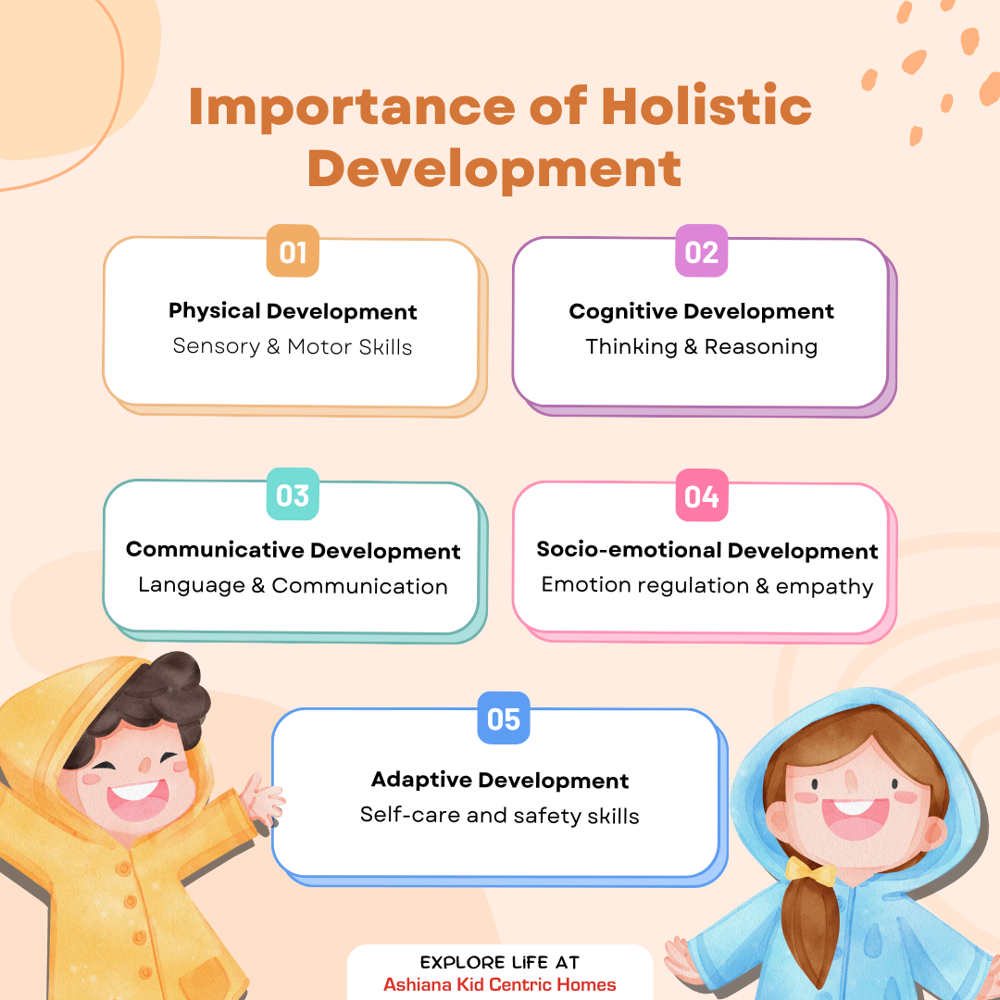 Importance of Holistic
Development
01
Physical Development
Sensory & Motor Skills
02
Cognitive Development
Thinking & Reasoning
03
Communicative Development
Language & Communication
04
Socio-emotional Development
Emotion regulation & empathy
05
Adaptive Development
Self-care and safety skills
EXPLORE LiFE AT
Ashiana Kid Centric Homes